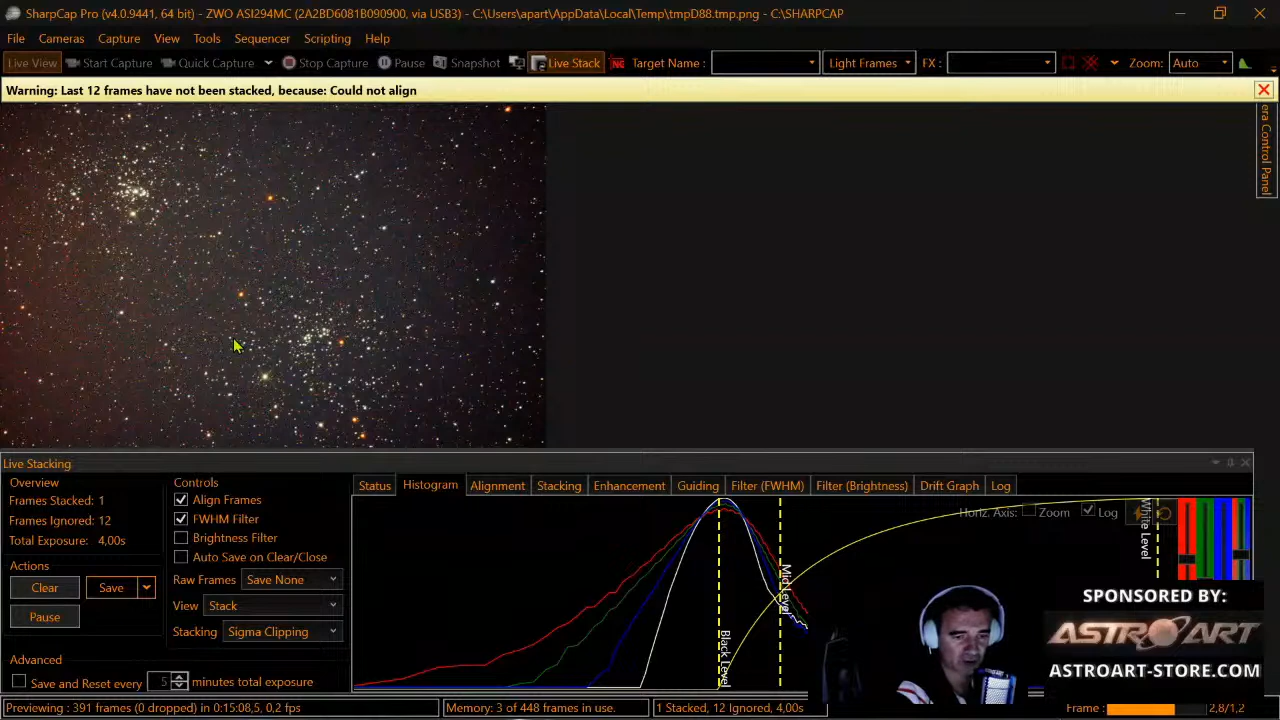 SharpCap Pro (v4.0.9441, 64 bit) - ZWO ASI294MC (2A2BD6081B090900, via USB3) - C:\Users\apart\AppData\Local\Temp\tmpD88.tmp.png - C:\SHARPCAP
File Cameras Capture View Tools Sequencer Scripting Help
Live View Start Capture Quick Capture Stop Capture Pause Snapshot Live Stack Target Name : Light Frames FX : Zoom: Auto
Warning: Last 12 frames have not been stacked, because: Could not align
era Control Panel
Live Stacking
Overview
Frames Stacked: 1
Frames Ignored: 12
Total Exposure: 4,00s
Actions
Clear Save
Pause
Advanced
Save and Reset every 5 minutes total exposure
Controls
Align Frames
FWHM Filter
Brightness Filter
Auto Save on Clear/Close
Raw Frames Save None
View Stack
Stacking Sigma Clipping
Status Histogram Alignment Stacking Enhancement Guiding Filter (FWHM) Filter (Brightness) Drift Graph Log
Horiz. Axis: Zoom Log
Black Level
Mid Level
White Level
SPONSORED BY:
ASTROART
ASTROART-STORE.COM
Previewing : 391 frames (0 dropped) in 0:15:08,5, 0,2 fps
Memory: 3 of 448 frames in use.
1 Stacked, 12 Ignored, 4,00s
Frame : 2,8/1,2